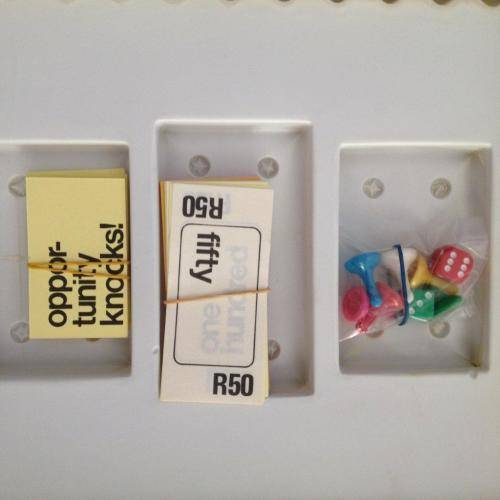 oppor-
tunity
knocks!
R50
fifty
one
hundred
R50